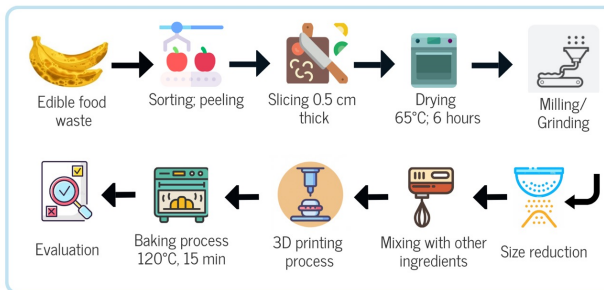 Edible food
waste
Sorting; peeling
Slicing 0.5 cm
thick
Drying
65°C; 6 hours
Milling/
Grinding
Evaluation
Baking process
120°C, 15 min
3D printing
process
Mixing with other
ingredients
Size reduction